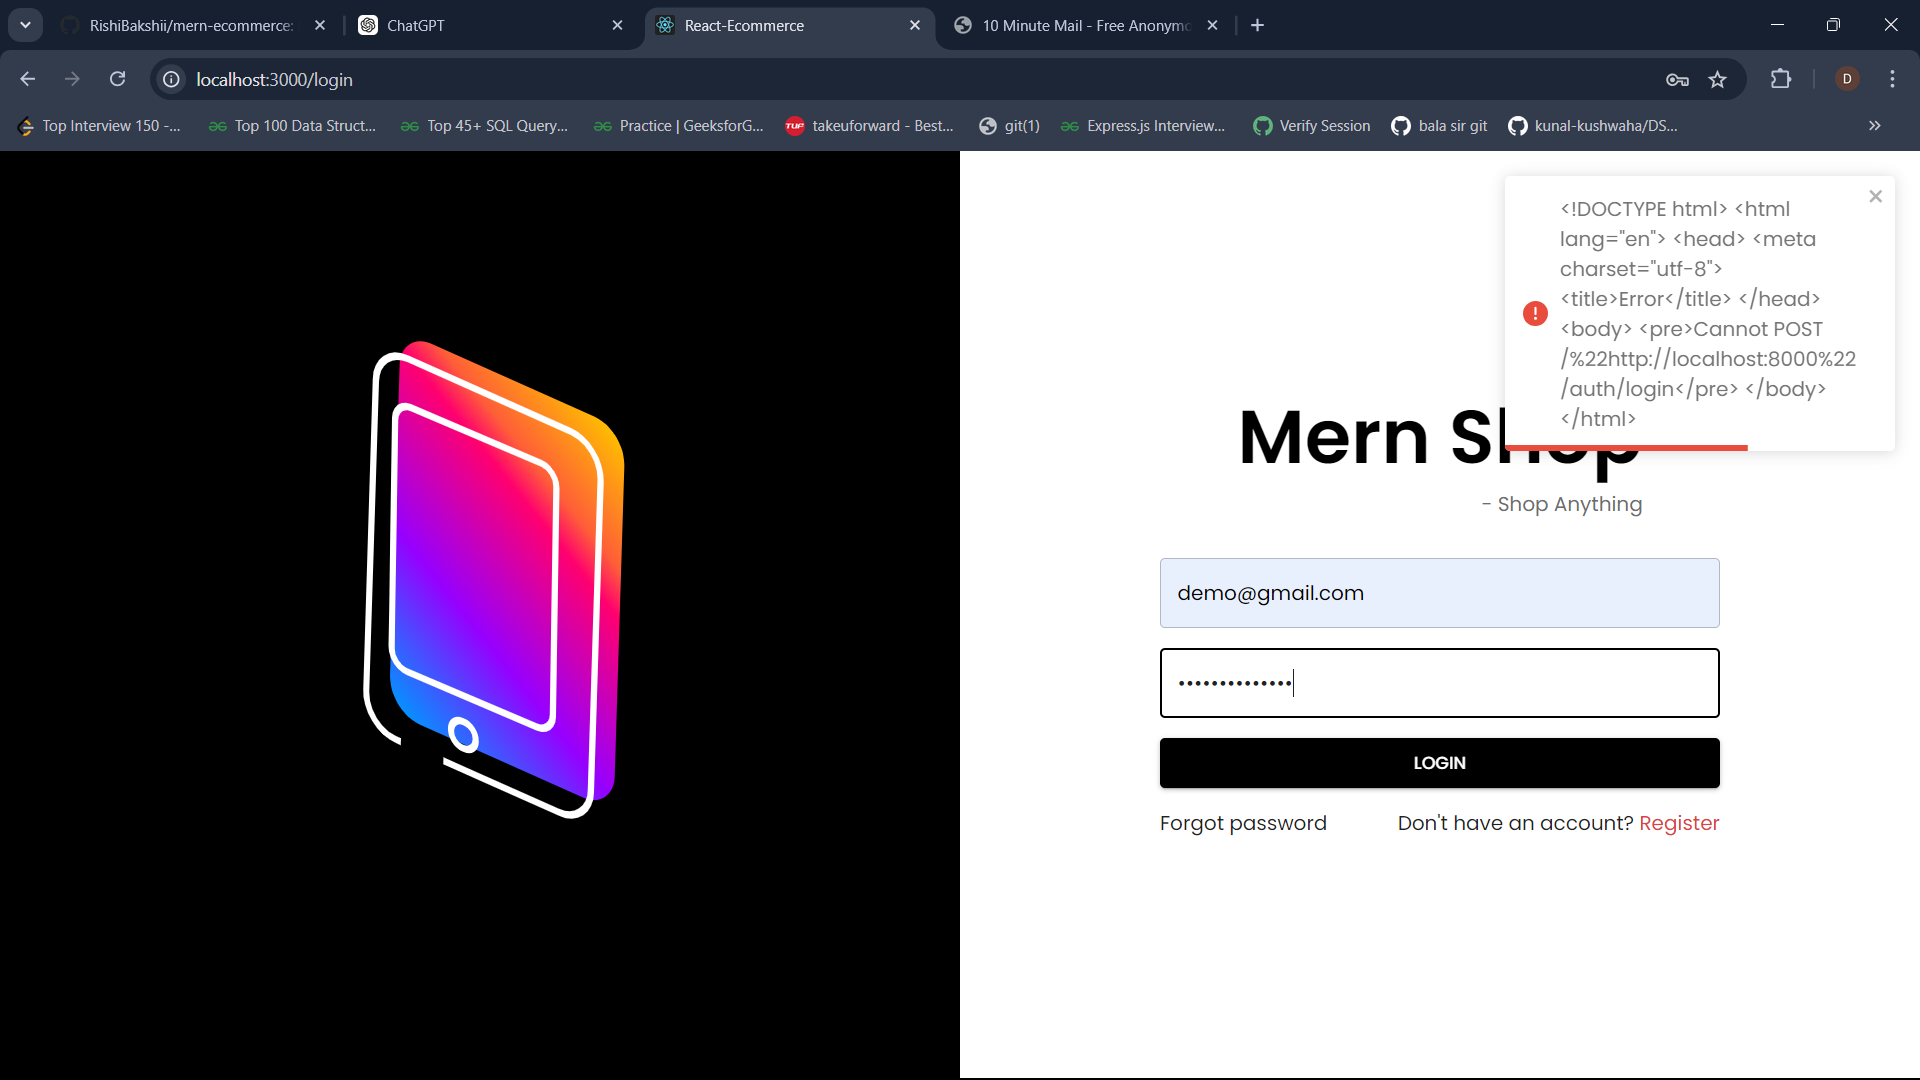 RishiBakshii/mern-ecommerce:
ChatGPT
React-Ecommerce
10 Minute Mail - Free Anonymo
localhost:3000/login
D
Top Interview 150 -...
Top 100 Data Struct...
Top 45+ SQL Query...
Practice | GeeksforG...
TUF
takeuforward - Best...
git(1)
Express.js Interview...
Verify Session
bala sir git
kunal-kushwaha/DS...
<!DOCTYPE html> <html
lang="en"> <head> <meta
charset="utf-8">
<title>Error</title> </head>
<body> <pre>Cannot POST
/%22http://localhost:8000%22
/auth/login</pre> </body>
</html>
Mern Shop
- Shop Anything
demo@gmail.com
••••••••••••••
LOGIN
Forgot password
Don't have an account? Register